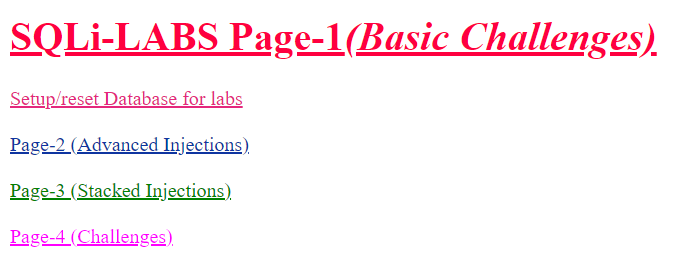 SQLi-LABS Page-1(Basic Challenges)
Setup/reset Database for labs
Page-2 (Advanced Injections)
Page-3 (Stacked Injections)
Page-4 (Challenges)